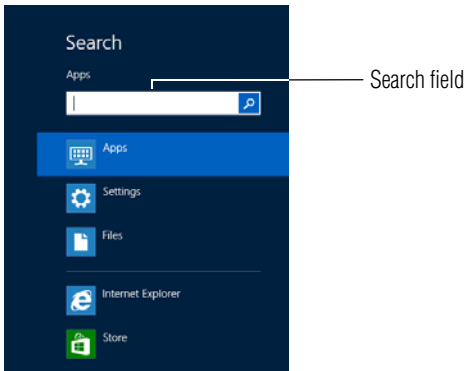 Search
Apps
Search field
Apps
Settings
Files
Internet Explorer
Store